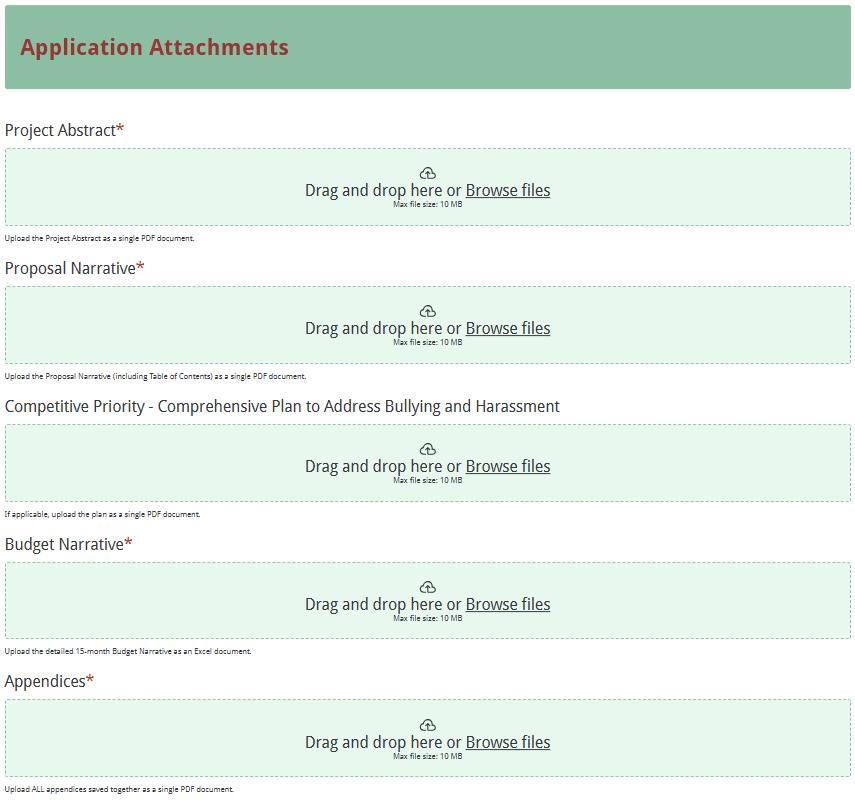 Application Attachments
Project Abstract*
Drag and drop here or Browse files
Max file size: 10 MB
Upload the Project Abstract as a single PDF document.
Proposal Narrative*
Drag and drop here or Browse files
Max file size: 10 MB
Upload the Proposal Narrative (including Table of Contents) as a single PDF document.
Competitive Priority - Comprehensive Plan to Address Bullying and Harassment
Drag and drop here or Browse files
Max file size: 10 MB
If applicable, upload the plan as a single PDF document.
Budget Narrative*
Drag and drop here or Browse files
Max file size: 10 MB
Upload the detailed 15-month Budget Narrative as an Excel document.
Appendices*
Drag and drop here or Browse files
Max file size: 10 MB
Upload ALL appendices saved together as a single PDF document.